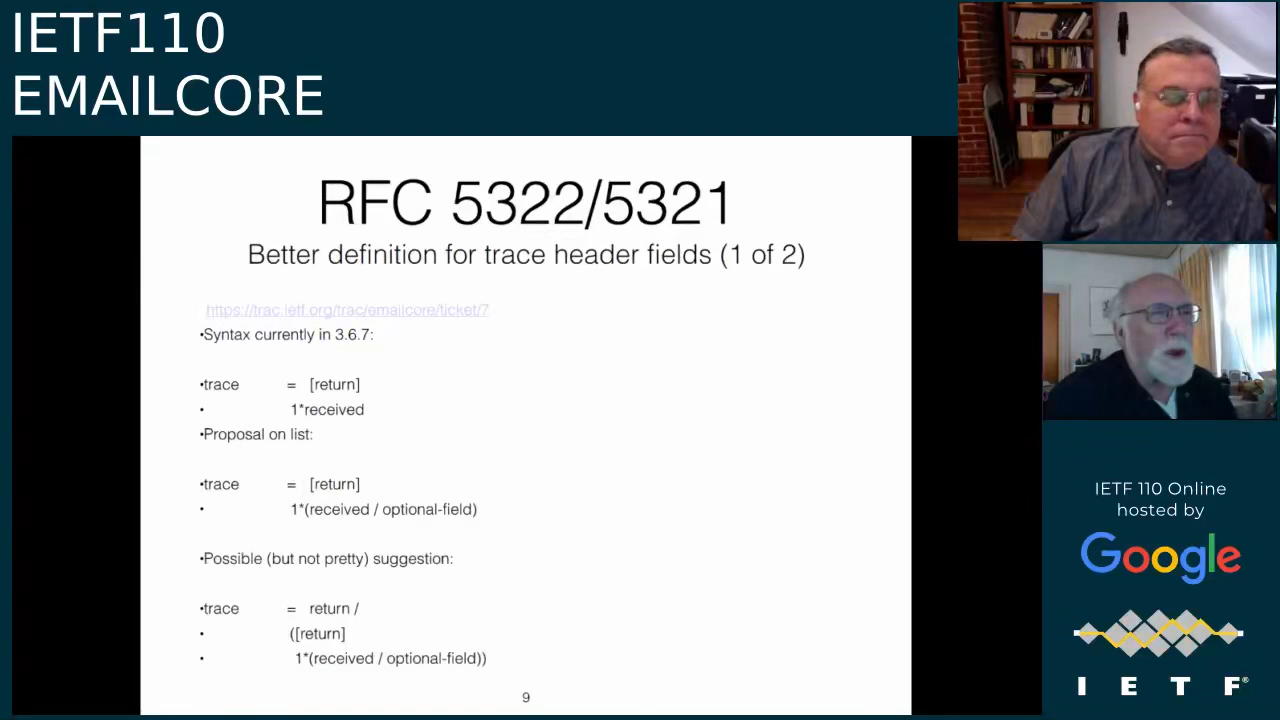 IETF110
EMAILCORE
RFC 5322/5321
Better definition for trace header fields (1 of 2)
https://trac.ietf.org/trac/emailcore/ticket/7
•Syntax currently in 3.6.7:
•trace = [return]
• 1*received
•Proposal on list:
•trace = [return]
• 1*(received / optional-field)
•Possible (but not pretty) suggestion:
•trace = return /
• ([return]
• 1*(received / optional-field))
9
IETF 110 Online
hosted by
Google
I E T F®